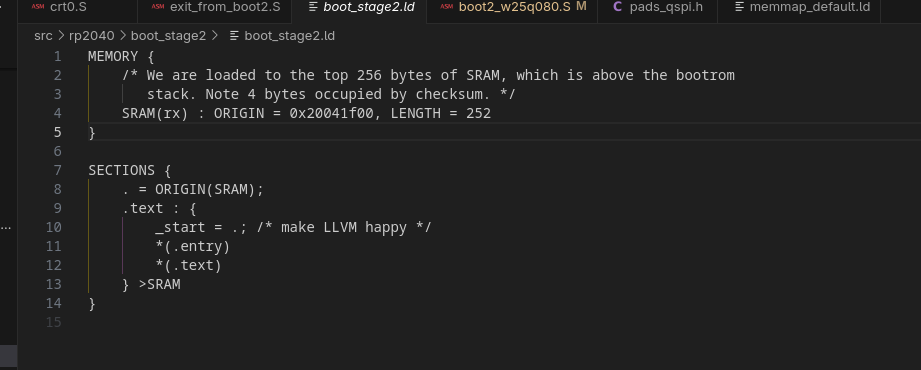 ASM crt0.S ASM exit_from_boot2.S boot_stage2.ld ASM boot2_w25q080.S M C pads_qspi.h memmap_default.ld
src > rp2040 > boot_stage2 > boot_stage2.ld
1 MEMORY {
2 /* We are loaded to the top 256 bytes of SRAM, which is above the bootrom
3 stack. Note 4 bytes occupied by checksum. */
4 SRAM(rx) : ORIGIN = 0x20041f00, LENGTH = 252
5 }
6
7 SECTIONS {
8 . = ORIGIN(SRAM);
9 .text : {
10 _start = .; /* make LLVM happy */
11 *(.entry)
12 *(.text)
13 } >SRAM
14 }
15
...